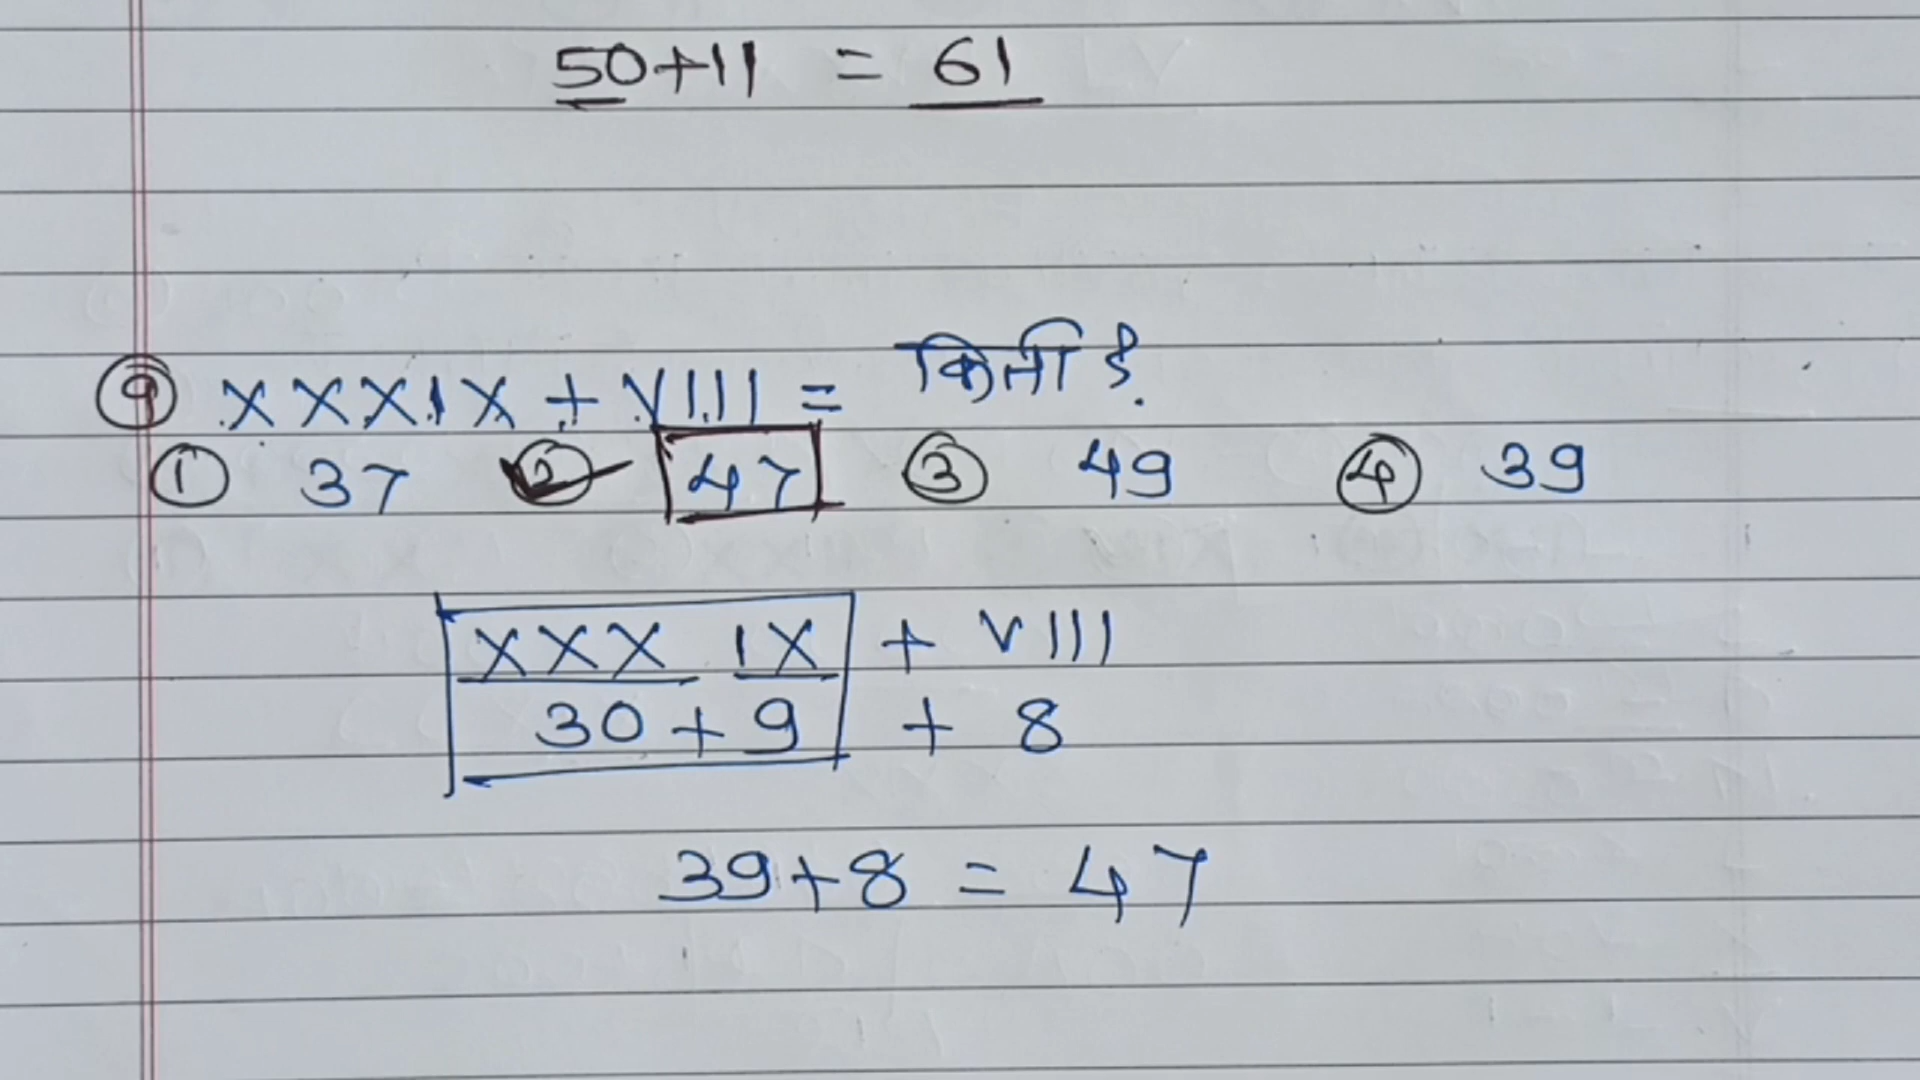 50+11 = 61
9 XXXIX + VIII = किती ?
1 37 2 47 3 49 4 39
XXX IX + VIII
30 + 9 + 8
39+8 = 47